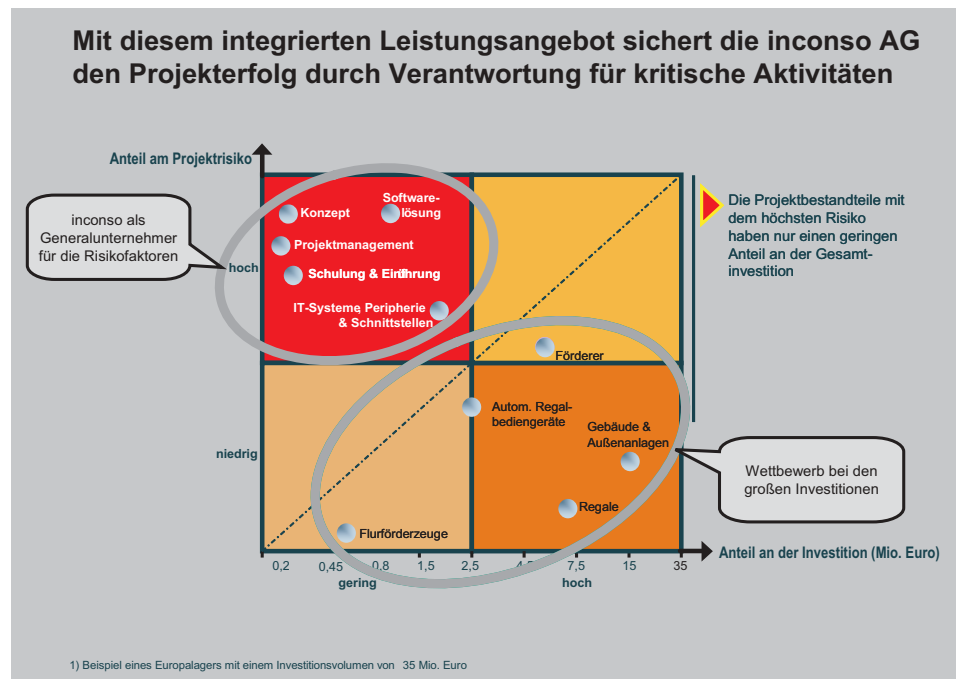 Mit diesem integrierten Leistungsangebot sichert die inconso AG
den Projekterfolg durch Verantwortung für kritische Aktivitäten
Anteil am Projektrisiko
inconso als
Generalunternehmer
für die Risikofaktoren
hoch
niedrig
Konzept
Software-
lösung
Projektmanagement
Schulung & Einführung
IT-Systeme, Peripherie
& Schnittstellen
Förderer
Autom. Regal-
bediengeräte
Gebäude &
Außenanlagen
Regale
Flurförderzeuge
Die Projektbestandteile mit
dem höchsten Risiko
haben nur einen geringen
Anteil an der Gesamt-
investition
Wettbewerb bei den
großen Investitionen
Anteil an der Investition (Mio. Euro)
0,2 0,45 0,8 1,5 2,5 7,5 15 35
gering hoch
1) Beispiel eines Europalagers mit einem Investitionsvolumen von 35 Mio. Euro